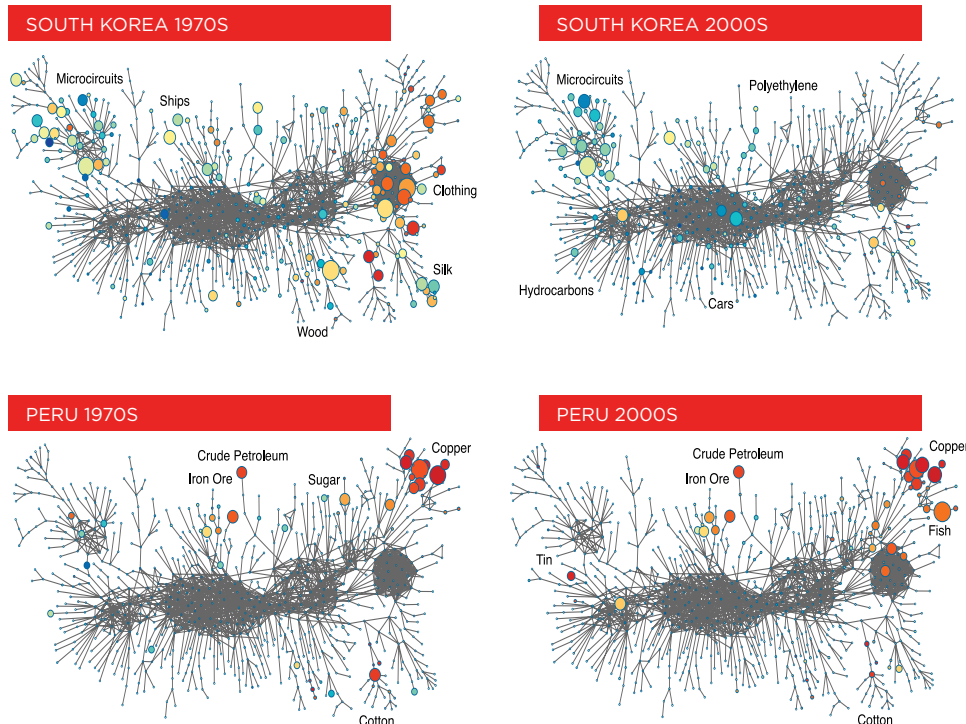 SOUTH KOREA 1970S
Microcircuits
Ships
Clothing
Silk
Wood
SOUTH KOREA 2000S
Microcircuits
Polyethylene
Hydrocarbons
Cars
PERU 1970S
Copper
Crude Petroleum
Iron Ore
Sugar
Cotton
PERU 2000S
Copper
Crude Petroleum
Iron Ore
Fish
Tin
Cotton